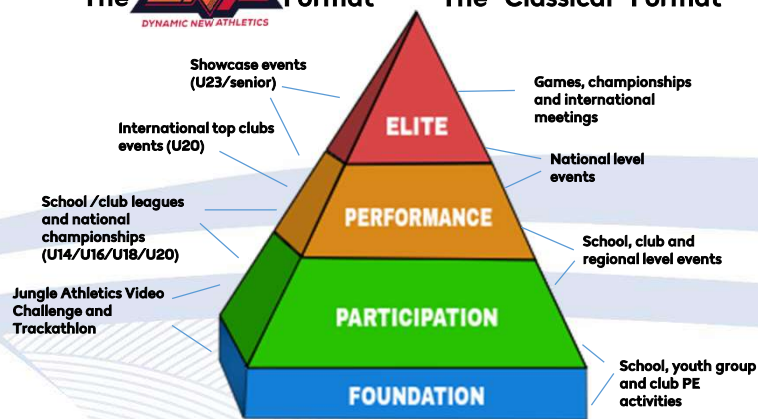 The Format
The "Classical" Format
DYNAMIC NEW ATHLETICS
Showcase events
(U23/senior)
International top clubs
events (U20)
School /club leagues
and national
championships
(U14/U16/U18/U20)
Jungle Athletics Video
Challenge and
Trackathlon
ELITE
PERFORMANCE
PARTICIPATION
FOUNDATION
Games, championships
and international
meetings
National level
events
School, club and
regional level events
School, youth group
and club PE
activities